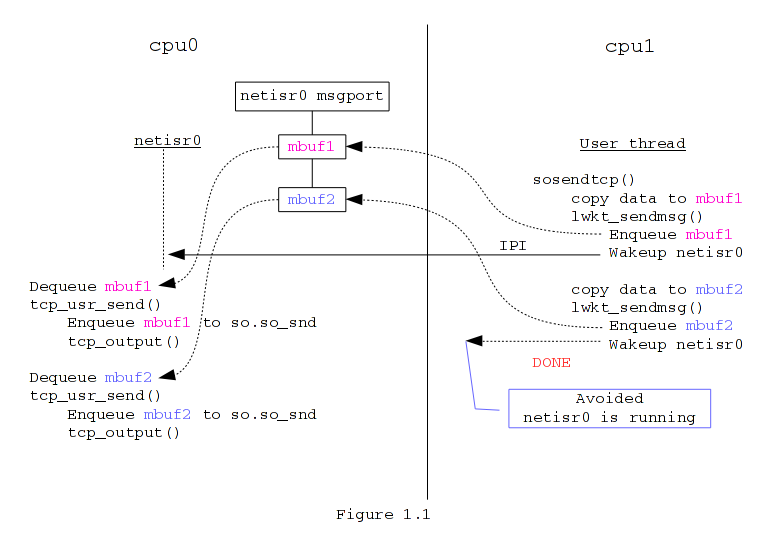 cpu0
cpu1
netisr0 msgport
netisr0
mbuf1
mbuf2
User thread
sosendtcp()
copy data to mbuf1
lwkt_sendmsg()
Enqueue mbuf1
Wakeup netisr0
IPI
copy data to mbuf2
lwkt_sendmsg()
Enqueue mbuf2
Wakeup netisr0
DONE
Avoided
netisr0 is running
Dequeue mbuf1
tcp_usr_send()
Enqueue mbuf1 to so.so_snd
tcp_output()
Dequeue mbuf2
tcp_usr_send()
Enqueue mbuf2 to so.so_snd
tcp_output()
Figure 1.1